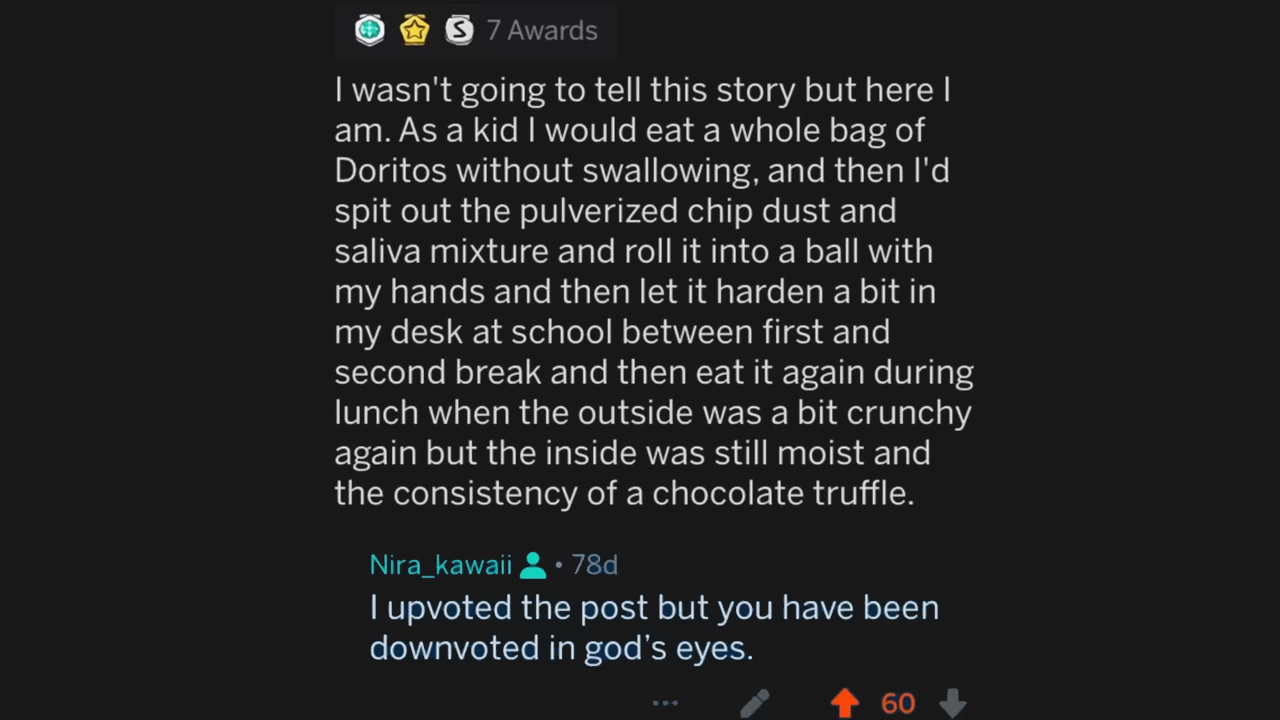 7 Awards
I wasn't going to tell this story but here I
am. As a kid I would eat a whole bag of
Doritos without swallowing, and then I'd
spit out the pulverized chip dust and
saliva mixture and roll it into a ball with
my hands and then let it harden a bit in
my desk at school between first and
second break and then eat it again during
lunch when the outside was a bit crunchy
again but the inside was still moist and
the consistency of a chocolate truffle.
Nira_kawaii • 78d
I upvoted the post but you have been
downvoted in god’s eyes.
60